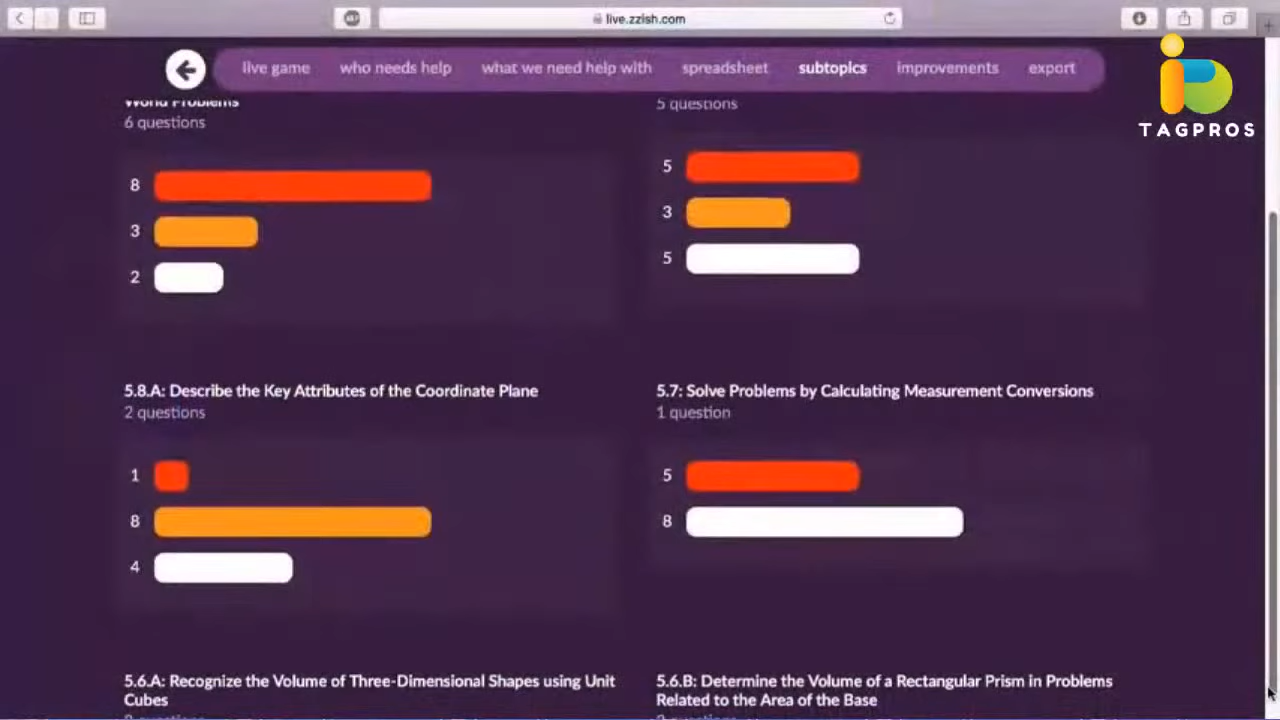 live.zzish.com
live game who needs help what we need help with spreadsheet subtopics improvements export
TAGPROS
World Problems
6 questions
5 questions
8
3
2
5
3
5
5.8.A: Describe the Key Attributes of the Coordinate Plane
2 questions
1
8
4
5.7: Solve Problems by Calculating Measurement Conversions
1 question
5
8
5.6.A: Recognize the Volume of Three-Dimensional Shapes using Unit
Cubes
5.6.B: Determine the Volume of a Rectangular Prism in Problems
Related to the Area of the Base